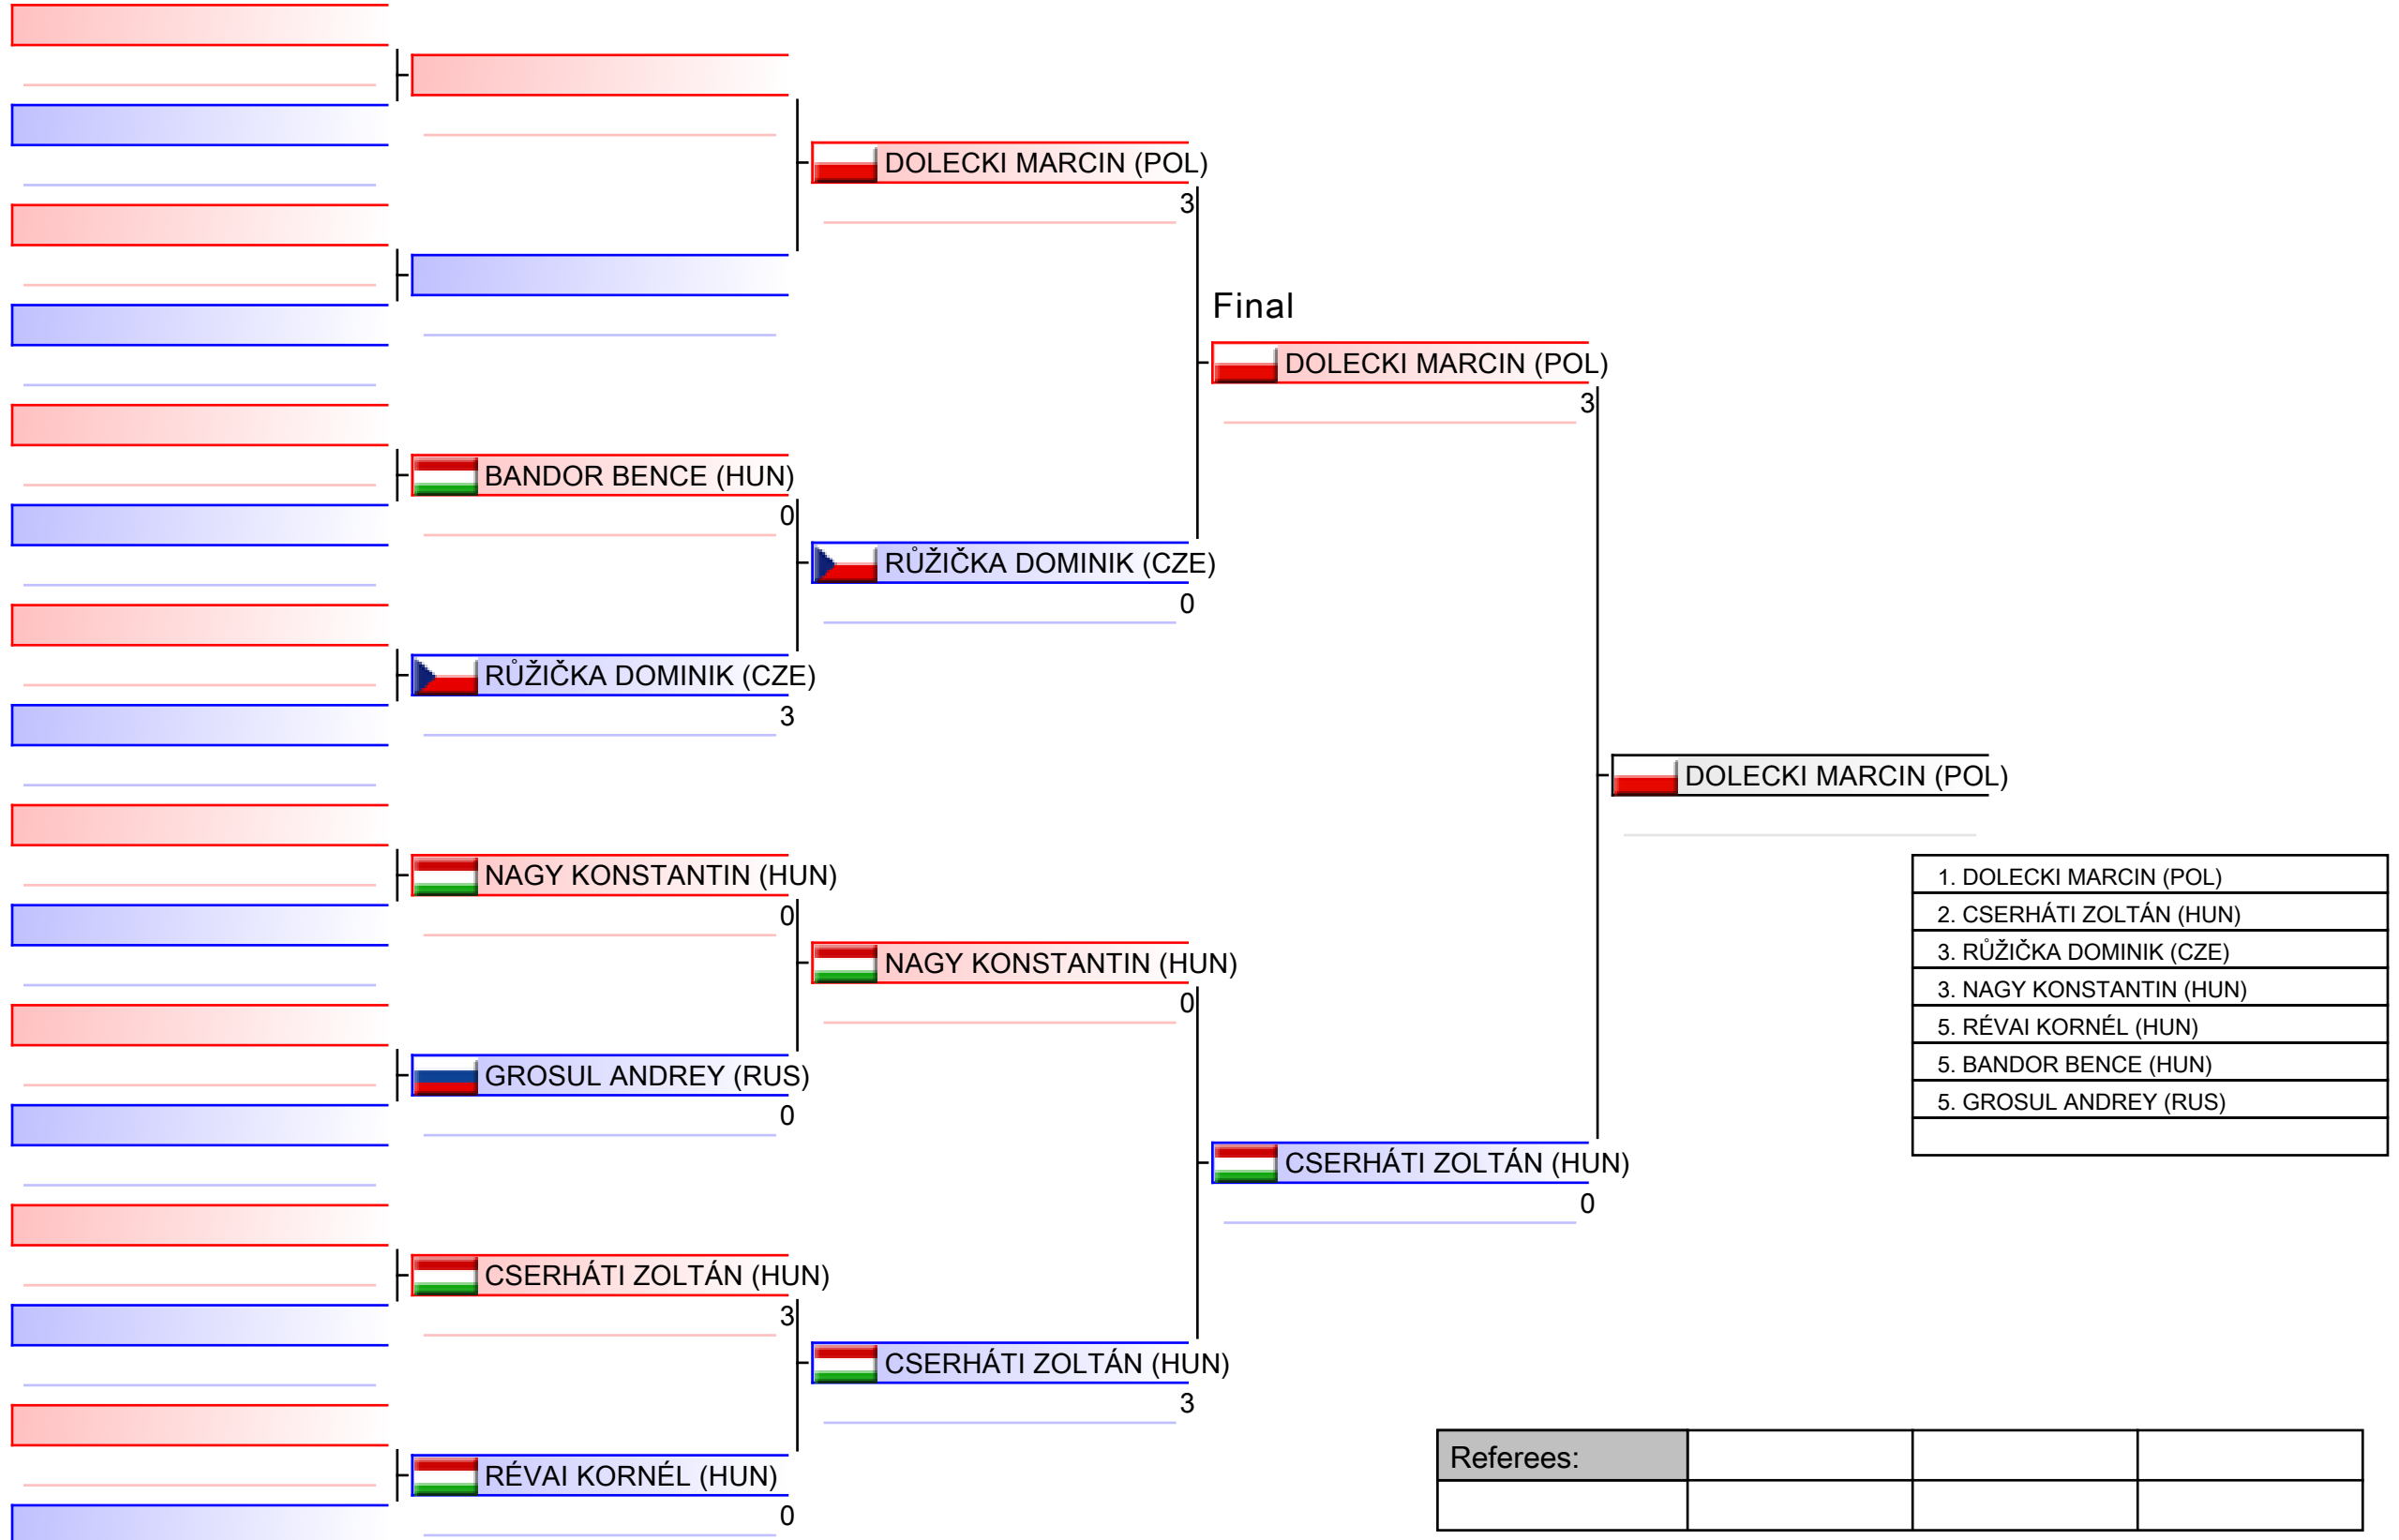 DOLECKI MARCIN (POL)
3
Final
DOLECKI MARCIN (POL)
3
BANDOR BENCE (HUN)
0
RŮŽIČKA DOMINIK (CZE)
0
RŮŽIČKA DOMINIK (CZE)
3
DOLECKI MARCIN (POL)
NAGY KONSTANTIN (HUN)
0
NAGY KONSTANTIN (HUN)
0
GROSUL ANDREY (RUS)
0
CSERHÁTI ZOLTÁN (HUN)
0
CSERHÁTI ZOLTÁN (HUN)
3
CSERHÁTI ZOLTÁN (HUN)
3
RÉVAI KORNÉL (HUN)
0
1. DOLECKI MARCIN (POL)
2. CSERHÁTI ZOLTÁN (HUN)
3. RŮŽIČKA DOMINIK (CZE)
3. NAGY KONSTANTIN (HUN)
5. RÉVAI KORNÉL (HUN)
5. BANDOR BENCE (HUN)
5. GROSUL ANDREY (RUS)
Referees: